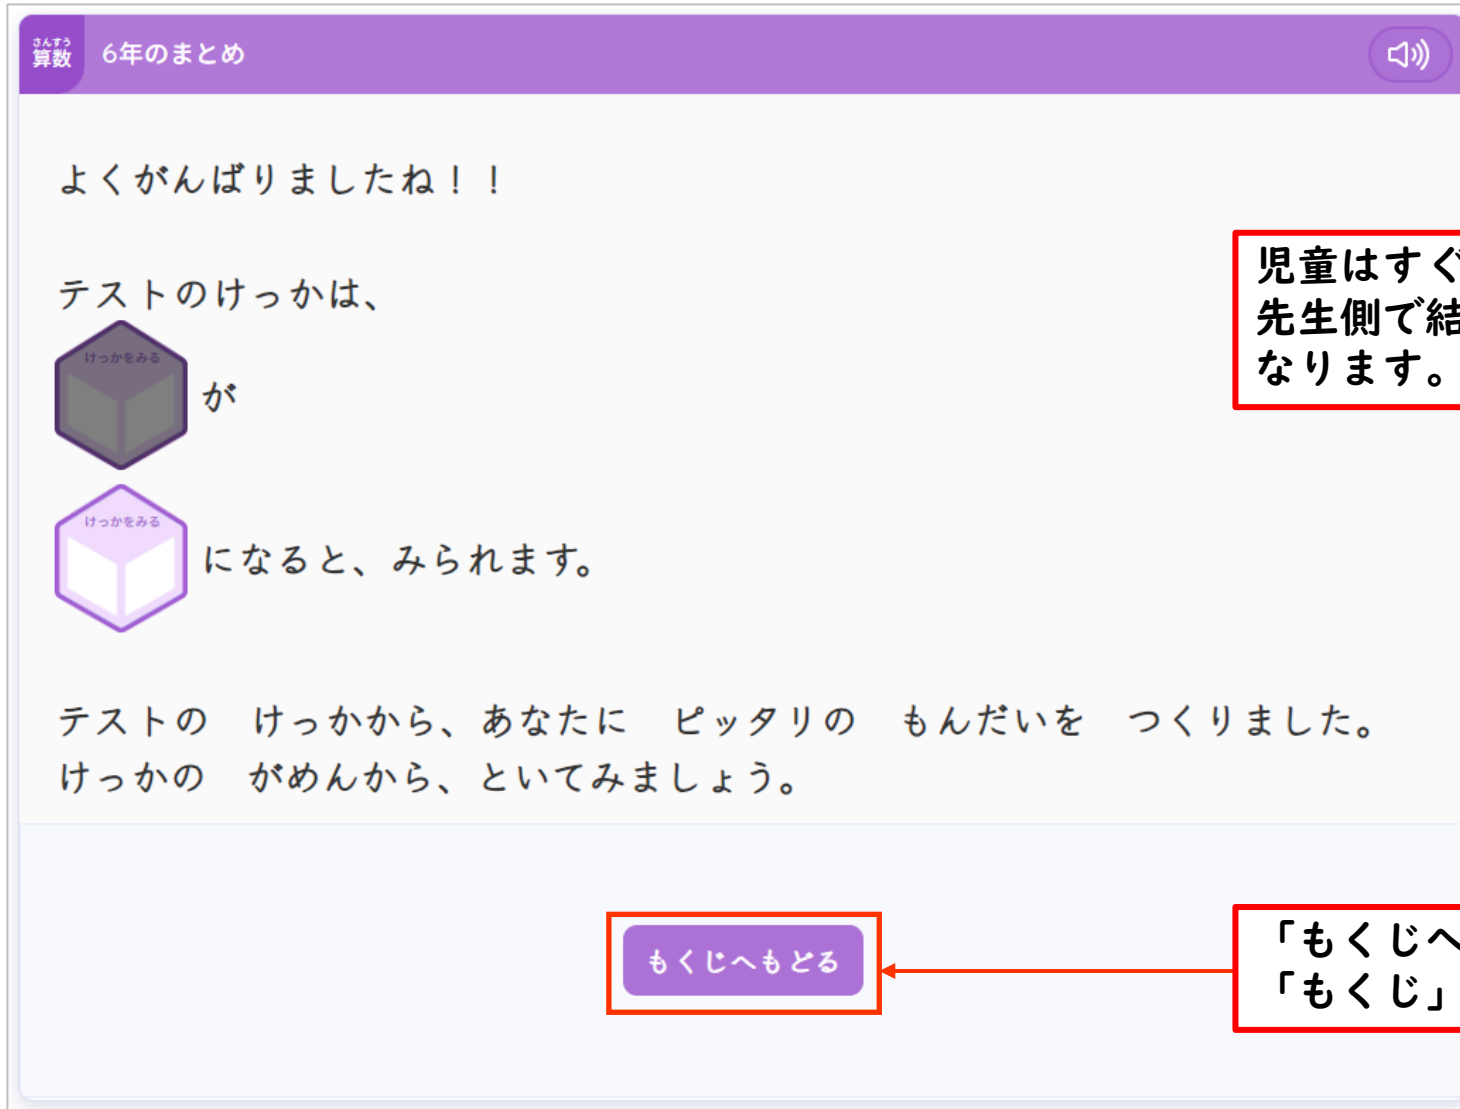 さんすう
算数 6年のまとめ
よくがんばりましたね！！
テストのけっかは、
けっかをみる
が
けっかをみる
になると、みられます。
テストの　けっかから、あなたに　ピッタリの　もんだいを　つくりました。
けっかの　がめんから、といてみましょう。
もくじへもどる
児童はすぐ
先生側で結
なります。
「もくじへ
「もくじ」